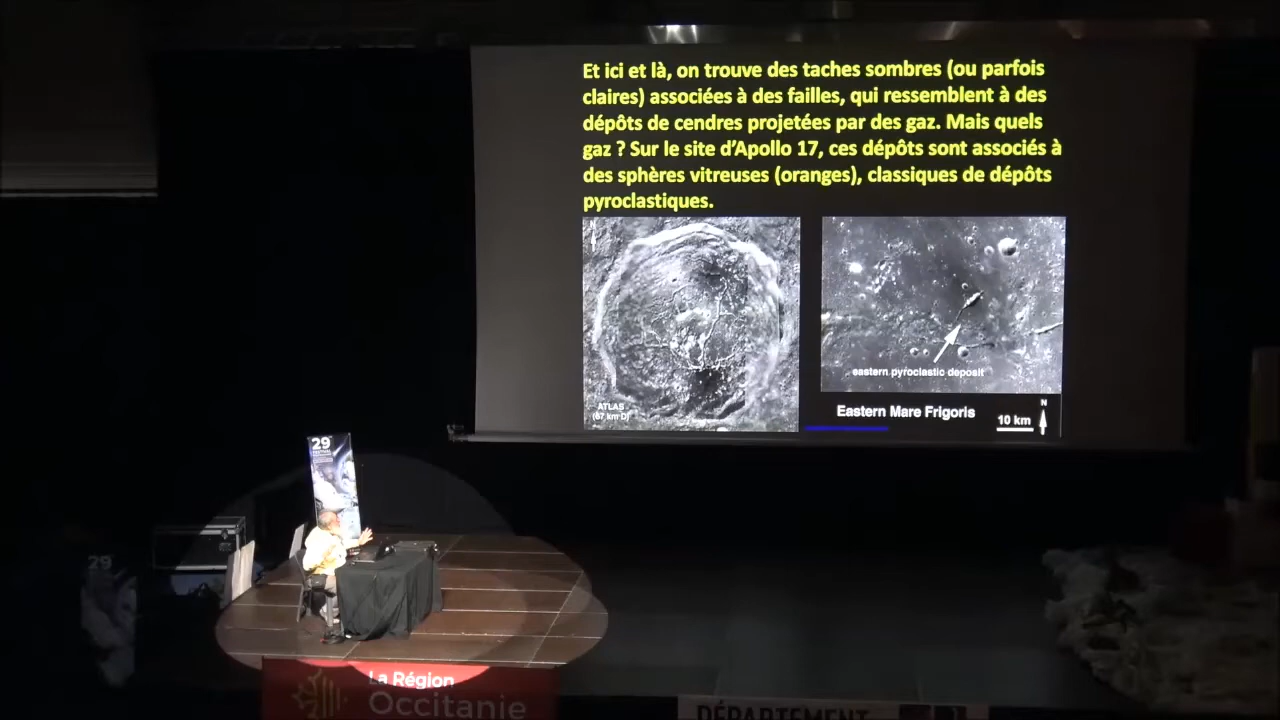 Et ici et là, on trouve des taches sombres (ou parfois
claires) associées à des failles, qui ressemblent à des
dépôts de cendres projetées par des gaz. Mais quels
gaz ? Sur le site d'Apollo 17, ces dépôts sont associés à
des sphères vitreuses (oranges), classiques de dépôts
pyroclastiques.
ATLAS
(87 km D)
eastern pyroclastic deposit
Eastern Mare Frigoris
10 km
N
29
29
La Région
Occitanie
DÉPARTEMENT